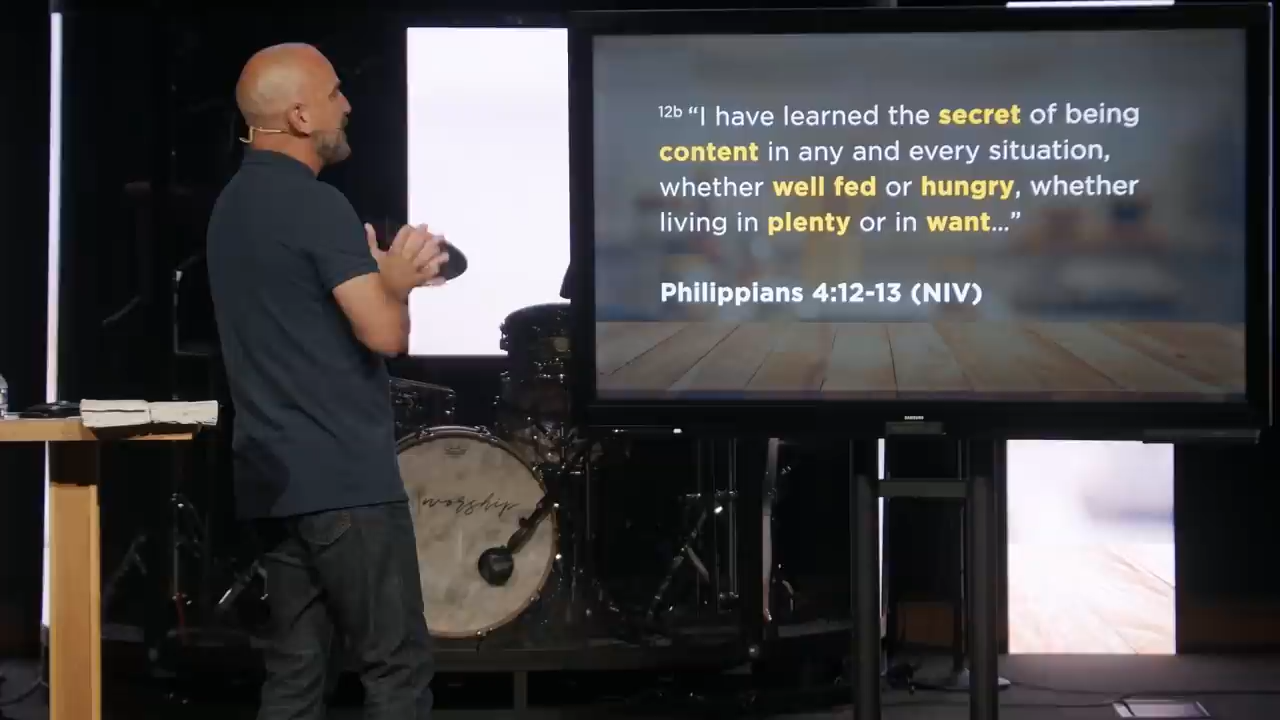 12b “I have learned the secret of being
content in any and every situation,
whether well fed or hungry, whether
living in plenty or in want...”
Philippians 4:12-13 (NIV)
SAMSUNG
worship